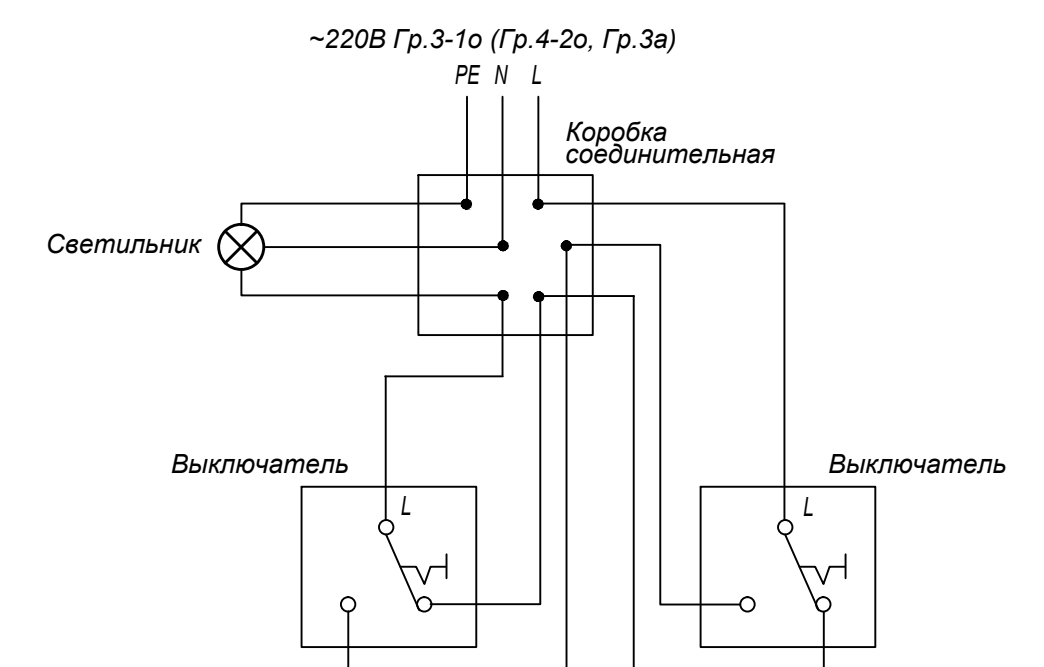 ~220В Гр.3-1о (Гр.4-2о, Гр.3а)
PE N L
Коробка
соединительная
Светильник
Выключатель
Выключатель
L
L